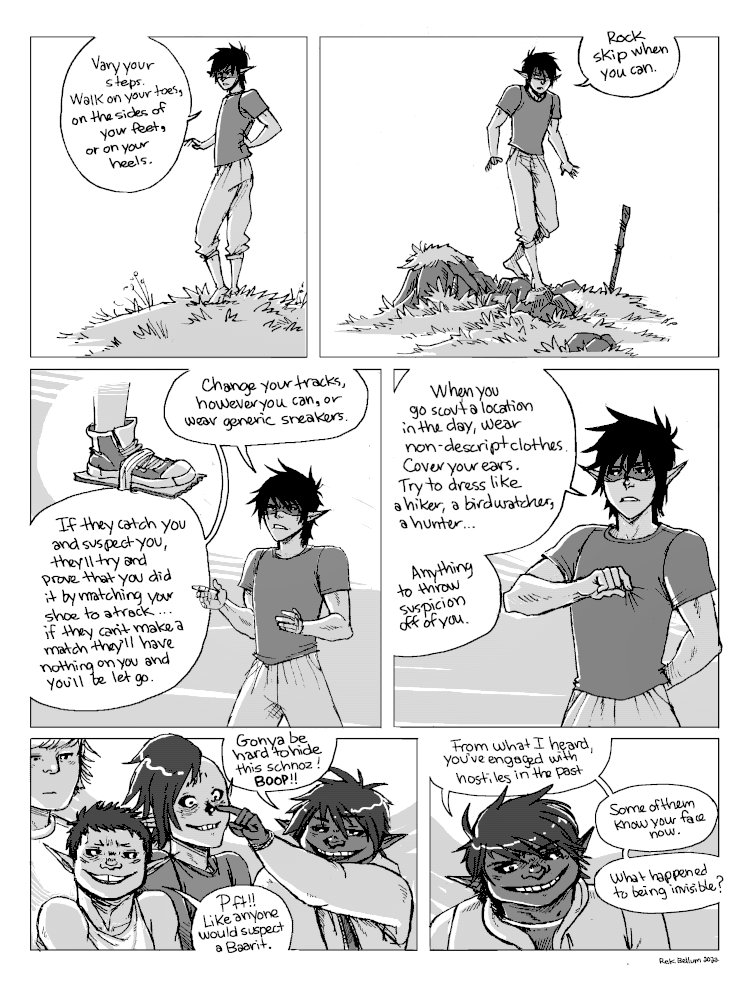 Vary your
steps.
Walk on your toes,
on the sides of
your feet,
or on your
heels.
Rock
skip when
you can.
Change your tracks,
however you can, or
wear generic sneakers.
If they catch you
and suspect you,
they'll try and
prove that you did
it by matching your
shoe to a track...
if they can't make a
match they'll have
nothing on you and
you'll be let go.
When you
go scout a location
in the day, wear
non-descript clothes.
Cover your ears.
Try to dress like
a hiker, a birdwatcher,
a hunter...
Anything
to throw
suspicion
off of you.
Gonya be
hard to hide
this schnoz!
BOOP!!
Pft!!
Like anyone
would suspect
a Baarit.
From what I heard,
you've engaged with
hostiles in the past
Some of them
know your face
now.
What happened
to being invisible?
Rek Bellum 2022